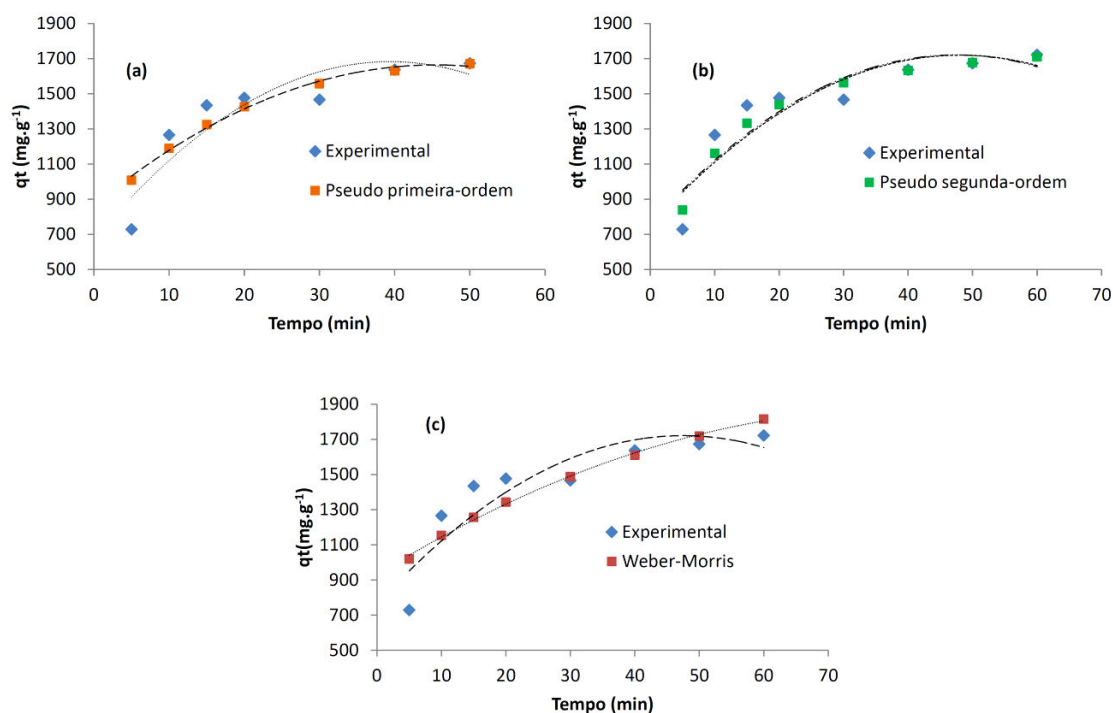 (a)
qt (mg.g-1)
1900
1700
1500
1300
1100
900
700
500
Experimental
Pseudo primeira-ordem
0 10 20 30 40 50 60
Tempo (min)
(b)
qt (mg.g-1)
1900
1700
1500
1300
1100
900
700
500
Experimental
Pseudo segunda-ordem
0 10 20 30 40 50 60 70
Tempo (min)
(c)
qt(mg.g-1)
1900
1700
1500
1300
1100
900
700
500
Experimental
Weber-Morris
0 10 20 30 40 50 60 70
Tempo (min)